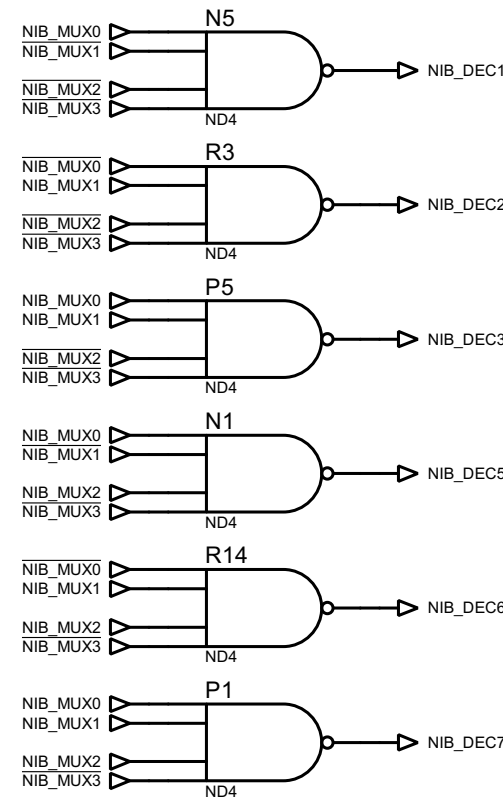 N5
NIB_MUX0
NIB_MUX1
NIB_MUX2
NIB_MUX3
NIB_DEC1
ND4
R3
NIB_MUX0
NIB_MUX1
NIB_MUX2
NIB_MUX3
NIB_DEC2
ND4
P5
NIB_MUX0
NIB_MUX1
NIB_MUX2
NIB_MUX3
NIB_DEC3
ND4
N1
NIB_MUX0
NIB_MUX1
NIB_MUX2
NIB_MUX3
NIB_DEC5
ND4
R14
NIB_MUX0
NIB_MUX1
NIB_MUX2
NIB_MUX3
NIB_DEC6
ND4
P1
NIB_MUX0
NIB_MUX1
NIB_MUX2
NIB_MUX3
NIB_DEC7
ND4